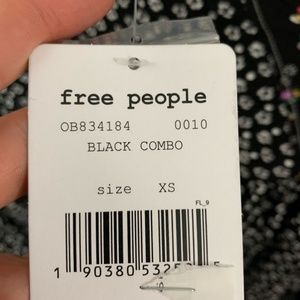 free people
OB834184 0010
BLACK COMBO
size XS
FL_9
1 90380